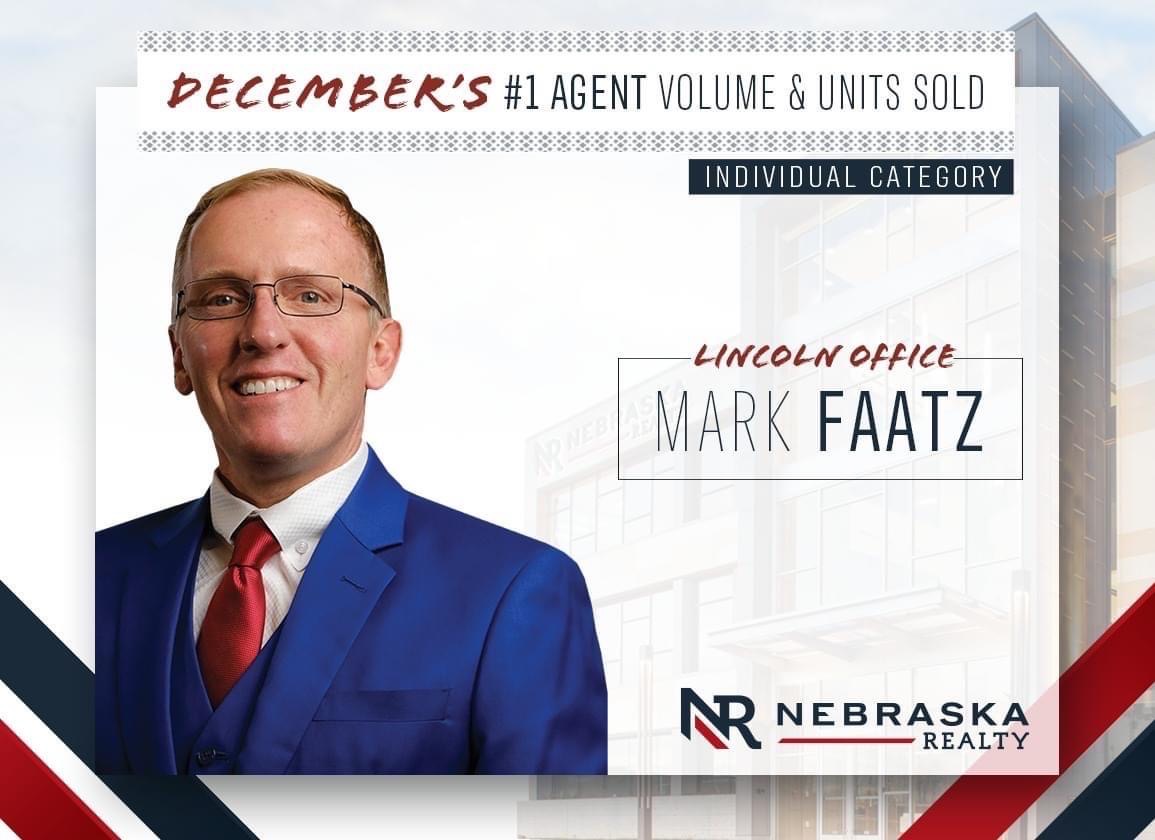 DECEMBER'S #1 AGENT VOLUME & UNITS SOLD
INDIVIDUAL CATEGORY
LINCOLN OFFICE
MARK FAATZ
NR NEBRASKA
REALTY